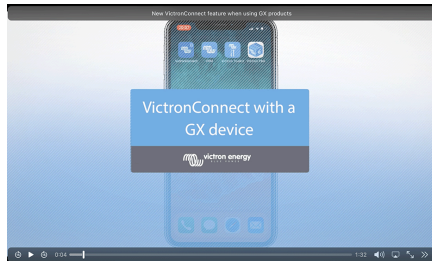 New VictronConnect feature when using GX products
VictronConnect with a
GX device
victron energy
0:04
1:32